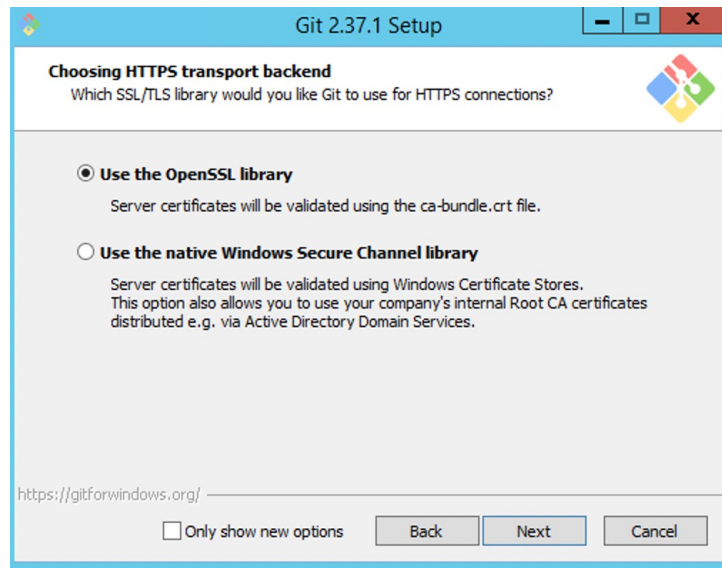 Git 2.37.1 Setup
Choosing HTTPS transport backend
Which SSL/TLS library would you like Git to use for HTTPS connections?
Use the OpenSSL library
Server certificates will be validated using the ca-bundle.crt file.
Use the native Windows Secure Channel library
Server certificates will be validated using Windows Certificate Stores.
This option also allows you to use your company's internal Root CA certificates
distributed e.g. via Active Directory Domain Services.
https://gitforwindows.org/
Only show new options Back Next Cancel